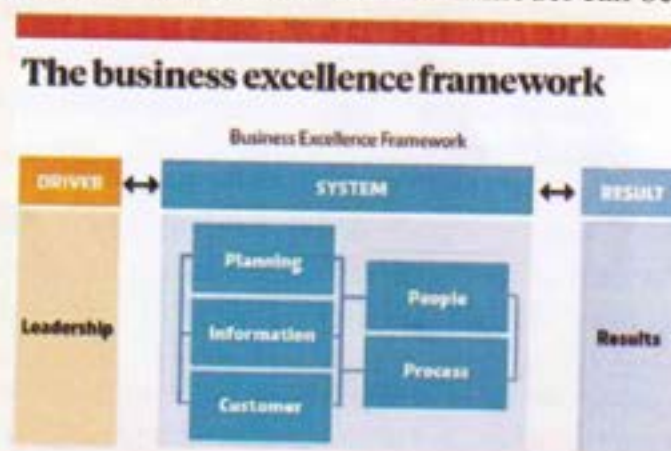 The business excellence framework
Business Excellence Framework
DRIVER SYSTEM RESULT
Planning
People
Leadership Information Results
Process
Customer